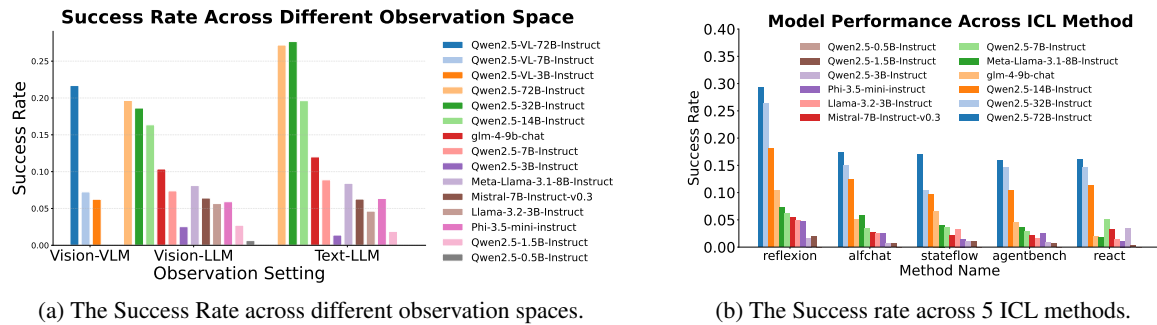 Success Rate Across Different Observation Space
Success Rate
0.25
0.20
0.15
0.10
0.05
0.00
Vision-VLM
Vision-LLM
Text-LLM
Observation Setting
Qwen2.5-VL-72B-Instruct
Qwen2.5-VL-7B-Instruct
Qwen2.5-VL-3B-Instruct
Qwen2.5-72B-Instruct
Qwen2.5-32B-Instruct
Qwen2.5-14B-Instruct
glm-4-9b-chat
Qwen2.5-7B-Instruct
Qwen2.5-3B-Instruct
Meta-Llama-3.1-8B-Instruct
Mistral-7B-Instruct-v0.3
Llama-3.2-3B-Instruct
Phi-3.5-mini-instruct
Qwen2.5-1.5B-Instruct
Qwen2.5-0.5B-Instruct
(a) The Success Rate across different observation spaces.
Model Performance Across ICL Method
Success Rate
0.40
0.35
0.30
0.25
0.20
0.15
0.10
0.05
0.00
Qwen2.5-0.5B-Instruct
Qwen2.5-1.5B-Instruct
Qwen2.5-3B-Instruct
Phi-3.5-mini-instruct
Llama-3.2-3B-Instruct
Mistral-7B-Instruct-v0.3
Qwen2.5-7B-Instruct
Meta-Llama-3.1-8B-Instruct
glm-4-9b-chat
Qwen2.5-14B-Instruct
Qwen2.5-32B-Instruct
Qwen2.5-72B-Instruct
reflexion
alfchat
stateflow
agentbench
react
Method Name
(b) The Success rate across 5 ICL methods.